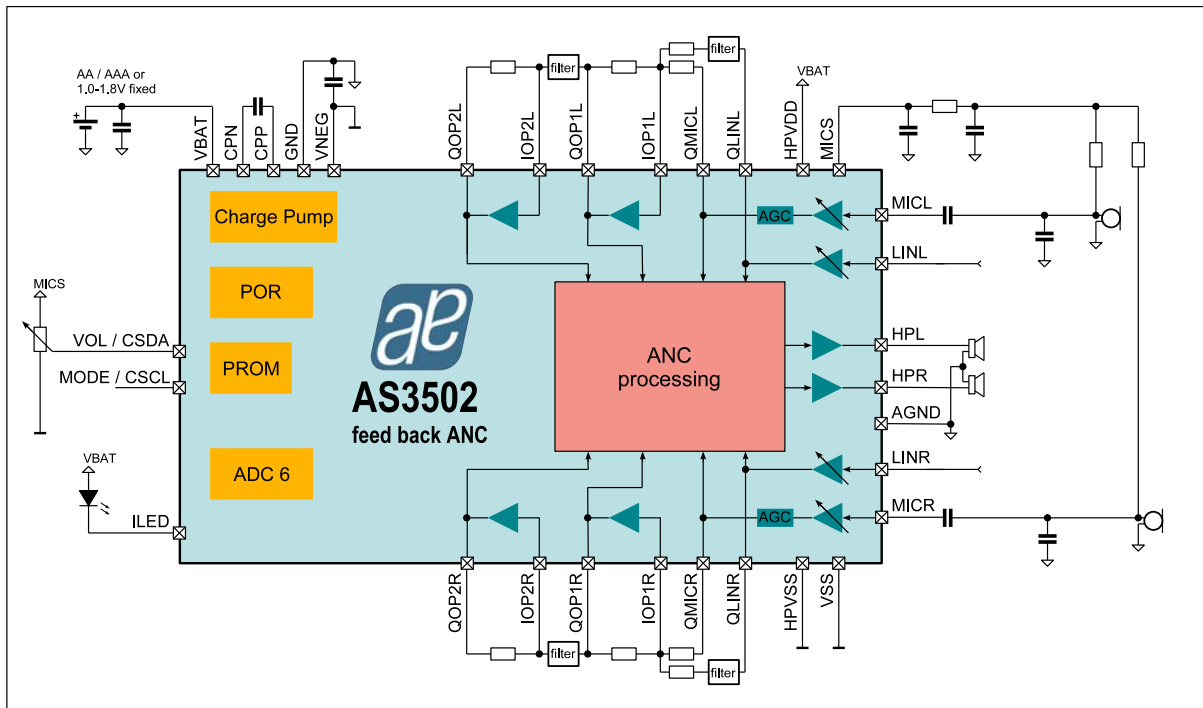 AA / AAA or
1.0-1.8V fixed
VBAT
CPN
CPP
GND
VNEG
QOP2L
IOP2L
QOP1L
IOP1L
QMICL
QLINL
filter
filter
VBAT
HPVDD
MICS
Charge Pump
POR
PROM
ADC 6
MICS
VOL / CSDA
MODE / CSCL
VBAT
ILED
ae
AS3502
feed back ANC
ANC
processing
AGC
AGC
MICL
LINL
HPL
HPR
AGND
LINR
MICR
QOP2R
IOP2R
QOP1R
IOP1R
QMICR
QLINR
HPVSS
VSS
filter
filter